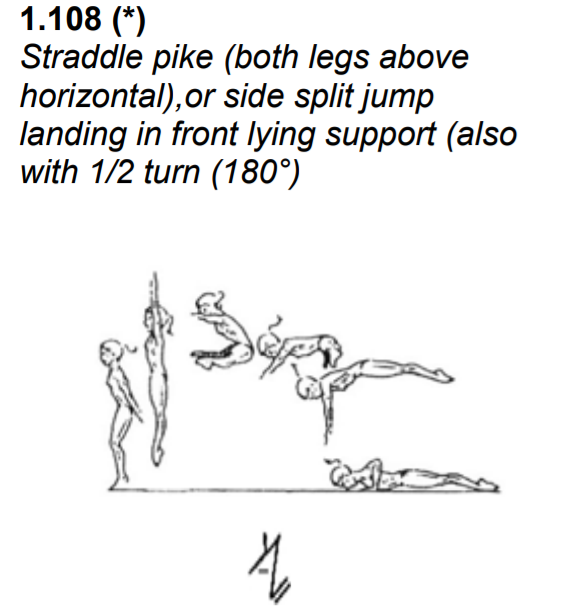 1.108 (*)
Straddle pike (both legs above
horizontal),or side split jump
landing in front lying support (also
with 1/2 turn (180°)